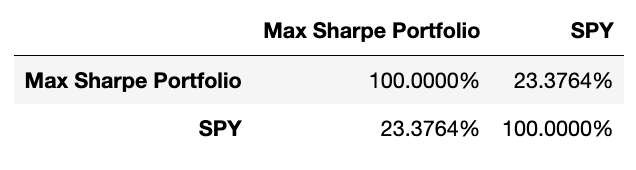 Max Sharpe Portfolio SPY
Max Sharpe Portfolio 100.0000% 23.3764%
SPY 23.3764% 100.0000%